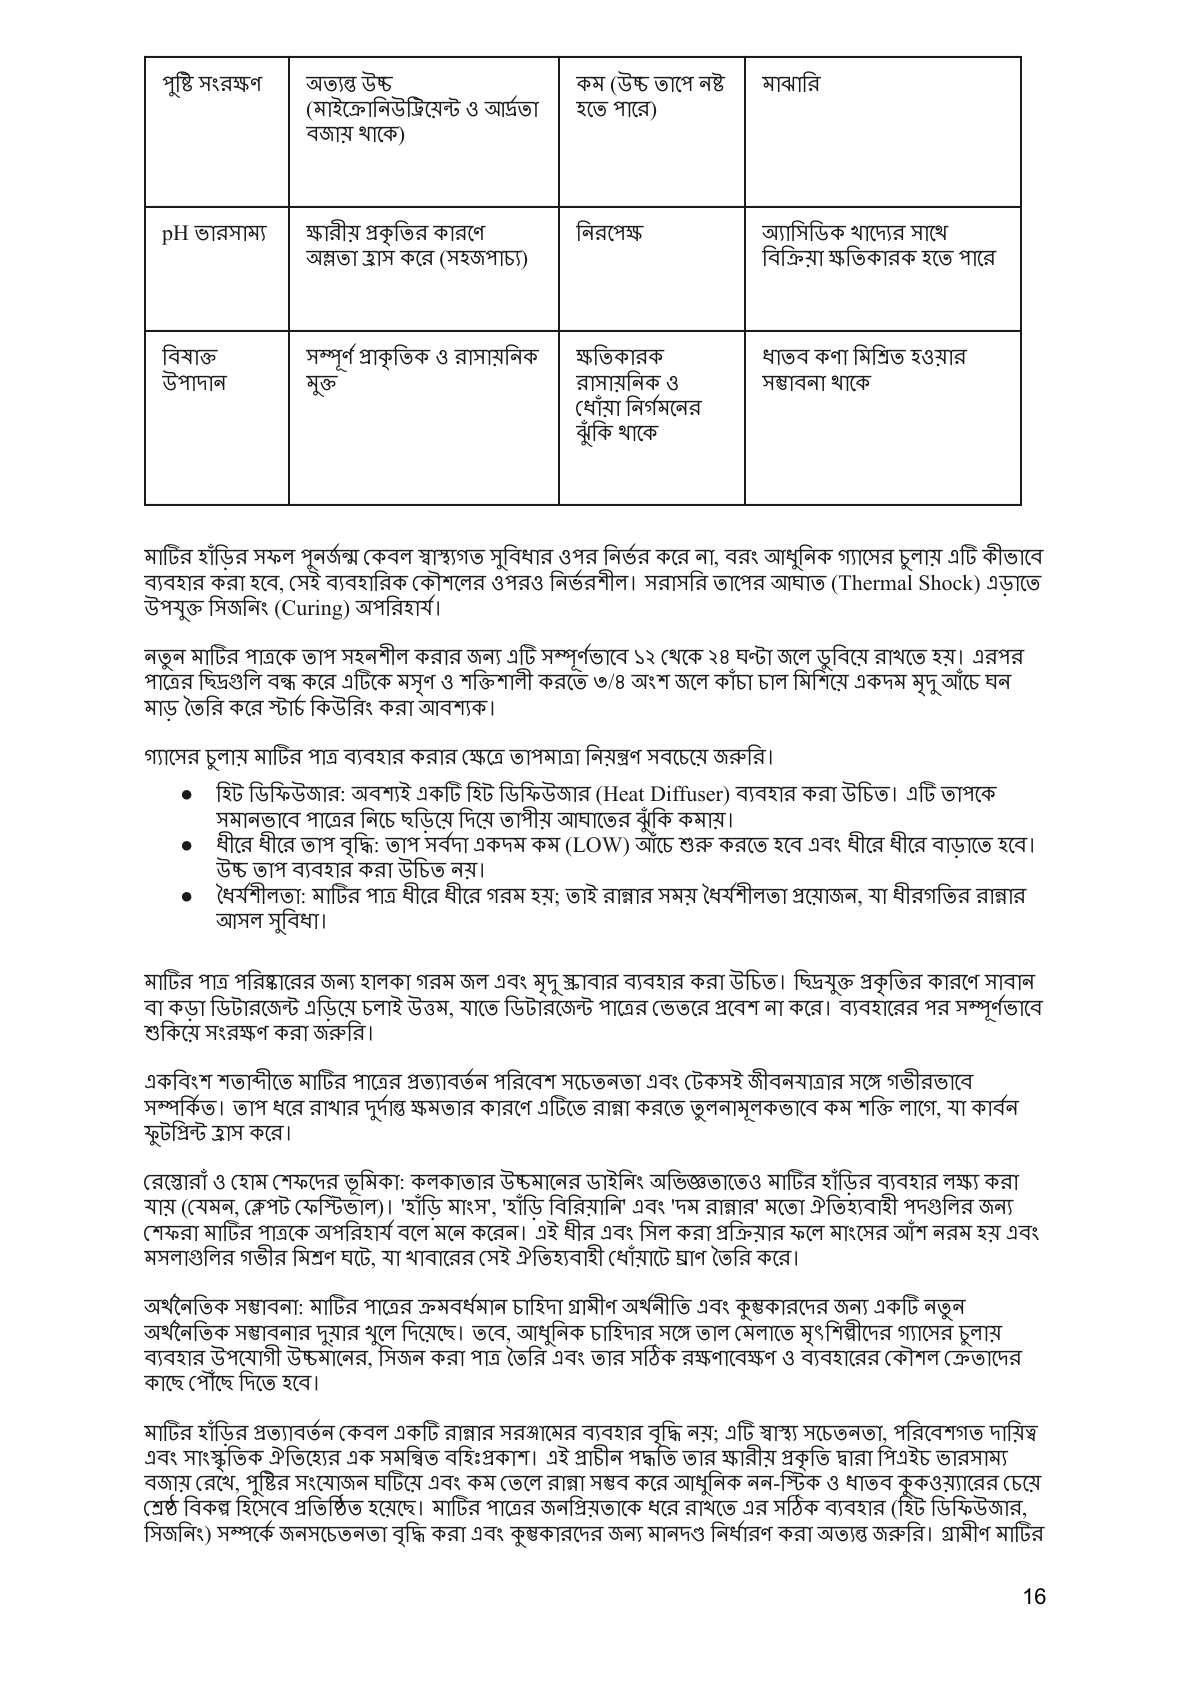 পুষ্টি সংরক্ষণ
অত্যন্ত উচ্চ
(মাইক্রোনিউট্রিয়েন্ট ও আর্দ্রতা
বজায় থাকে)
কম (উচ্চ তাপে নষ্ট
হতে পারে)
মাঝারি
pH ভারসাম্য
ক্ষারীয় প্রকৃতির কারণে
অম্লতা হ্রাস করে (সহজপাচ্য)
নিরপেক্ষ
অ্যাসিডিক খাদ্যের সাথে
বিক্রিয়া ক্ষতিকারক হতে পারে
বিষাক্ত
উপাদান
সম্পূর্ণ প্রাকৃতিক ও রাসায়নিক
মুক্ত
ক্ষতিকারক
রাসায়নিক ও
ধোঁয়া নির্গমনের
ঝুঁকি থাকে
ধাতব কণা মিশ্রিত হওয়ার
সম্ভাবনা থাকে
মাটির হাঁড়ির সফল পুনর্জন্ম কেবল স্বাস্থ্যগত সুবিধার ওপর নির্ভর করে না, বরং আধুনিক গ্যাসের চুলায় এটি কীভাবে
ব্যবহার করা হবে, সেই ব্যবহারিক কৌশলের ওপরও নির্ভরশীল। সরাসরি তাপের আঘাত (Thermal Shock) এড়াতে
উপযুক্ত সিজনিং (Curing) অপরিহার্য।
নতুন মাটির পাত্রকে তাপ সহনশীল করার জন্য এটি সম্পূর্ণভাবে ১২ থেকে ২৪ ঘণ্টা জলে ডুবিয়ে রাখতে হয়। এরপর
পাত্রের ছিদ্রগুলি বন্ধ করে এটিকে মসৃণ ও শক্তিশালী করতে ৩/৪ অংশ জলে কাঁচা চাল মিশিয়ে একদম মৃদু আঁচে ঘন
মাড় তৈরি করে স্টার্চ কিউরিং করা আবশ্যক।
গ্যাসের চুলায় মাটির পাত্র ব্যবহার করার ক্ষেত্রে তাপমাত্রা নিয়ন্ত্রণ সবচেয়ে জরুরি।
● হিট ডিফিউজার: অবশ্যই একটি হিট ডিফিউজার (Heat Diffuser) ব্যবহার করা উচিত। এটি তাপকে
সমানভাবে পাত্রের নিচে ছড়িয়ে দিয়ে তাপীয় আঘাতের ঝুঁকি কমায়।
● ধীরে ধীরে তাপ বৃদ্ধি: তাপ সর্বদা একদম কম (LOW) আঁচে শুরু করতে হবে এবং ধীরে ধীরে বাড়াতে হবে।
উচ্চ তাপ ব্যবহার করা উচিত নয়।
● ধৈর্যশীলতা: মাটির পাত্র ধীরে ধীরে গরম হয়; তাই রান্নার সময় ধৈর্যশীলতা প্রয়োজন, যা ধীরগতির রান্নার
আসল সুবিধা।
মাটির পাত্র পরিষ্কারের জন্য হালকা গরম জল এবং মৃদু স্ক্রাবার ব্যবহার করা উচিত। ছিদ্রযুক্ত প্রকৃতির কারণে সাবান
বা কড়া ডিটারজেন্ট এড়িয়ে চলাই উত্তম, যাতে ডিটারজেন্ট পাত্রের ভেতরে প্রবেশ না করে। ব্যবহারের পর সম্পূর্ণভাবে
শুকিয়ে সংরক্ষণ করা জরুরি।
একবিংশ শতাব্দীতে মাটির পাত্রের প্রত্যাবর্তন পরিবেশ সচেতনতা এবং টেকসই জীবনযাত্রার সঙ্গে গভীরভাবে
সম্পর্কিত। তাপ ধরে রাখার দুর্দান্ত ক্ষমতার কারণে এটিতে রান্না করতে তুলনামূলকভাবে কম শক্তি লাগে, যা কার্বন
ফুটপ্রিন্ট হ্রাস করে।
রেস্তোরাঁ ও হোম শেফদের ভূমিকা: কলকাতার উচ্চমানের ডাইনিং অভিজ্ঞতাতেও মাটির হাঁড়ির ব্যবহার লক্ষ্য করা
যায় (যেমন, ক্লেপট ফেস্টিভাল)। 'হাঁড়ি মাংস', 'হাঁড়ি বিরিয়ানি' এবং 'দম রান্নার' মতো ঐতিহ্যবাহী পদগুলির জন্য
শেফরা মাটির পাত্রকে অপরিহার্য বলে মনে করেন। এই ধীর এবং সিল করা প্রক্রিয়ার ফলে মাংসের আঁশ নরম হয় এবং
মসলাগুলির গভীর মিশ্রণ ঘটে, যা খাবারের সেই ঐতিহ্যবাহী ধোঁয়াটে ঘ্রাণ তৈরি করে।
অর্থনৈতিক সম্ভাবনা: মাটির পাত্রের ক্রমবর্ধমান চাহিদা গ্রামীণ অর্থনীতি এবং কুম্ভকারদের জন্য একটি নতুন
অর্থনৈতিক সম্ভাবনার দুয়ার খুলে দিয়েছে। তবে, আধুনিক চাহিদার সঙ্গে তাল মেলাতে মৃৎশিল্পীদের গ্যাসের চুলায়
ব্যবহার উপযোগী উচ্চমানের, সিজন করা পাত্র তৈরি এবং তার সঠিক রক্ষণাবেক্ষণ ও ব্যবহারের কৌশল ক্রেতাদের
কাছে পৌঁছে দিতে হবে।
মাটির হাঁড়ির প্রত্যাবর্তন কেবল একটি রান্নার সরঞ্জামের ব্যবহার বৃদ্ধি নয়; এটি স্বাস্থ্য সচেতনতা, পরিবেশগত দায়িত্ব
এবং সাংস্কৃতিক ঐতিহ্যের এক সমন্বিত বহিঃপ্রকাশ। এই প্রাচীন পদ্ধতি তার ক্ষারীয় প্রকৃতি দ্বারা পিএইচ ভারসাম্য
বজায় রেখে, পুষ্টির সংযোজন ঘটিয়ে এবং কম তেলে রান্না সম্ভব করে আধুনিক নন-স্টিক ও ধাতব কুকওয়্যারের চেয়ে
শ্রেষ্ঠ বিকল্প হিসেবে প্রতিষ্ঠিত হয়েছে। মাটির পাত্রের জনপ্রিয়তাকে ধরে রাখতে এর সঠিক ব্যবহার (হিট ডিফিউজার,
সিজনিং) সম্পর্কে জনসচেতনতা বৃদ্ধি করা এবং কুম্ভকারদের জন্য মানদণ্ড নির্ধারণ করা অত্যন্ত জরুরি। গ্রামীণ মাটির
16